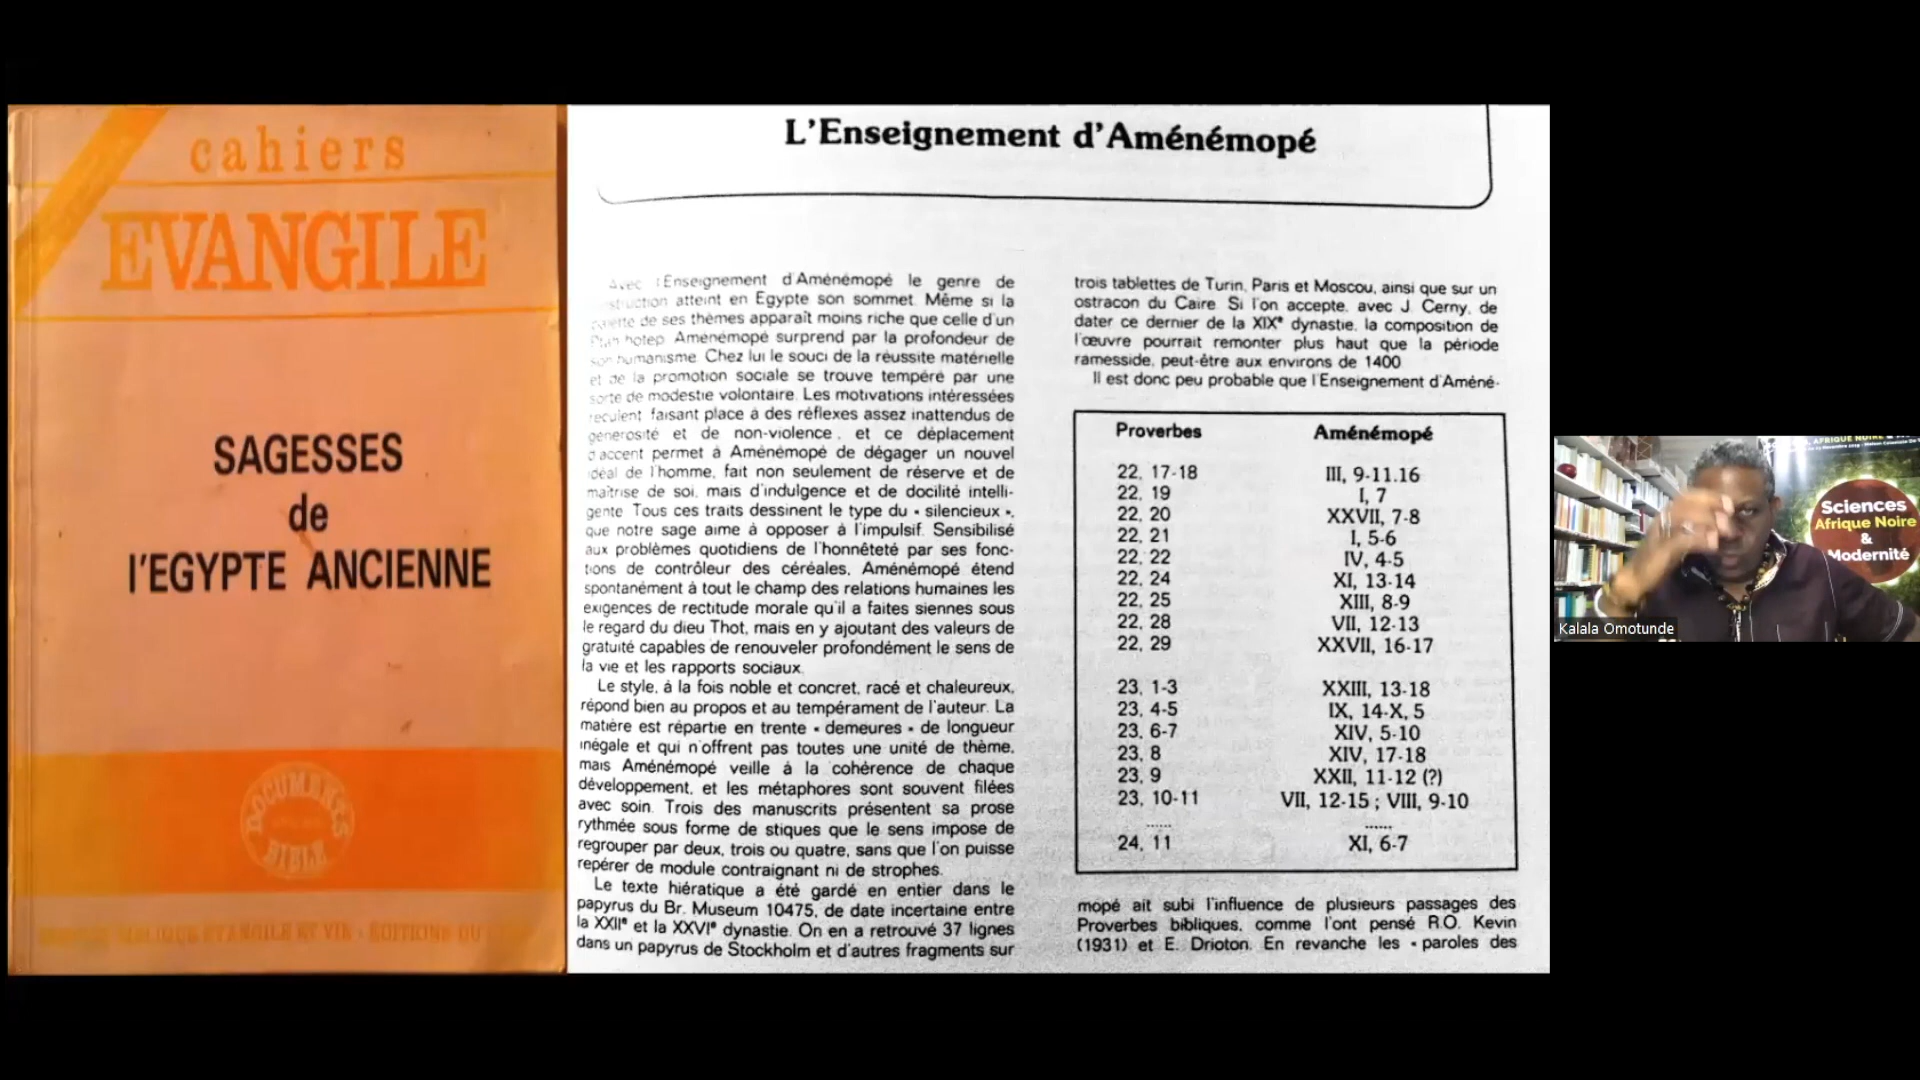 cahiers
EVANGILE
SAGESSES
de
l'EGYPTE ANCIENNE
DOCUMENTS
BIBLE
L'Enseignement d'Aménémopé
Avec l'Enseignement d'Aménémopé le genre de
atteint en Egypte son sommet. Même si la
de ses thèmes apparaît moins riche que celle d'un
Ptah hotep. Aménémopé surprend par la profondeur de
son humanisme. Chez lui le souci de la réussite matérielle
et de la promotion sociale se trouve tempéré par une
sorte de modestie volontaire. Les motivations intéressées
reculent faisant place à des réflexes assez inattendus de
générosité et de non-violence, et ce déplacement
d'accent permet à Aménémopé de dégager un nouvel
idéal de l'homme, fait non seulement de réserve et de
maîtrise de soi, mais d'indulgence et de docilité intelli-
gente. Tous ces traits dessinent le type du « silencieux »,
que notre sage aime à opposer à l'impulsif. Sensibilisé
aux problèmes quotidiens de l'honnêteté par ses fonc-
tions de contrôleur des céréales, Aménémopé étend
spontanément à tout le champ des relations humaines les
exigences de rectitude morale qu'il a faites siennes sous
le regard du dieu Thot, mais en y ajoutant des valeurs de
gratuité capables de renouveler profondément le sens de
la vie et les rapports sociaux.
Le style, à la fois noble et concret, racé et chaleureux,
répond bien au propos et au tempérament de l'auteur. La
matière est répartie en trente « demeures » de longueur
inégale et qui n'offrent pas toutes une unité de thème,
mais Aménémopé veille à la cohérence de chaque
développement, et les métaphores sont souvent filées
avec soin. Trois des manuscrits présentent sa prose
rythmée sous forme de stiques que le sens impose de
regrouper par deux, trois ou quatre, sans que l'on puisse
repérer de module contraignant ni de strophes.
Le texte hiératique a été gardé en entier dans le
papyrus du Br. Museum 10475, de date incertaine entre
la XXIIe et la XXVIe dynastie. On en a retrouvé 37 lignes
dans un papyrus de Stockholm et d'autres fragments sur
trois tablettes de Turin, Paris et Moscou, ainsi que sur un
ostracon du Caire. Si l'on accepte, avec J. Cerny, de
dater ce dernier de la XIXe dynastie, la composition de
l'œuvre pourrait remonter plus haut que la période
ramesside, peut-être aux environs de 1400
Il est donc peu probable que l'Enseignement d'Améné-
Proverbes Aménémopé
22, 17-18 III, 9-11.16
22, 19 I, 7
22, 20 XXVII, 7-8
22, 21 I, 5-6
22, 22 IV, 4-5
22, 24 XI, 13-14
22, 25 XIII, 8-9
22, 28 VII, 12-13
22, 29 XXVII, 16-17
23, 1-3 XXIII, 13-18
23, 4-5 IX, 14-X, 5
23, 6-7 XIV, 5-10
23, 8 XIV, 17-18
23, 9 XXII, 11-12 (?)
23, 10-11 VII, 12-15 ; VIII, 9-10
...... ......
24, 11 XI, 6-7
mopé ait subi l'influence de plusieurs passages des
Proverbes bibliques, comme l'ont pensé R.O. Kevin
(1931) et E. Drioton. En revanche les « paroles des
AFRIQUE NOIRE
Sciences
Afrique Noire
&
Modernité
Kalala Omotunde